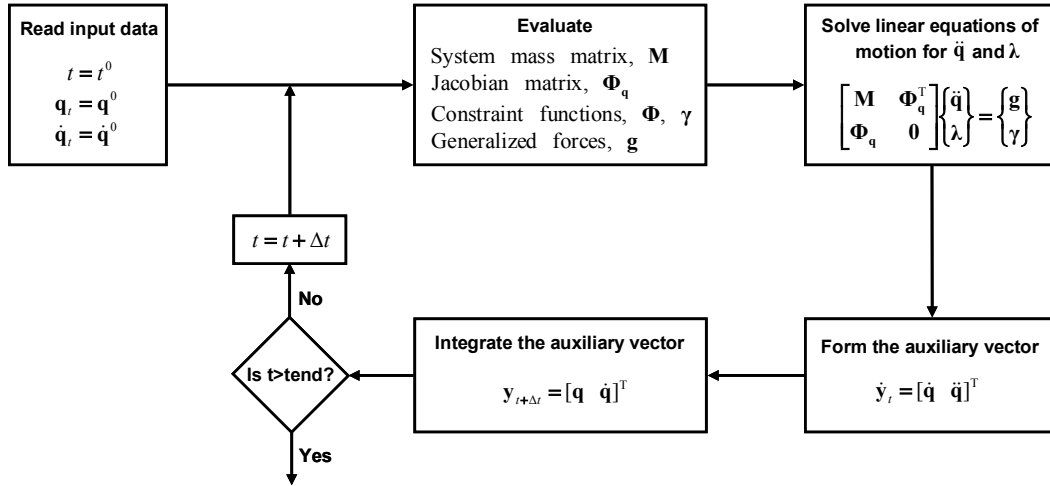 Read input data
t = t⁰
q_t = q⁰
q̇_t = q̇⁰
Evaluate
System mass matrix, M
Jacobian matrix, Φ_q
Constraint functions, Φ, γ
Generalized forces, g
Solve linear equations of
motion for q̈ and λ
[M Φ_q^T; Φ_q 0]{q̈; λ} = {g; γ}
t = t + Δt
No
Is t>tend?
Yes
Integrate the auxiliary vector
y_{t+Δt} = [q q̇]^T
Form the auxiliary vector
ẏ_t = [q̇ q̈]^T